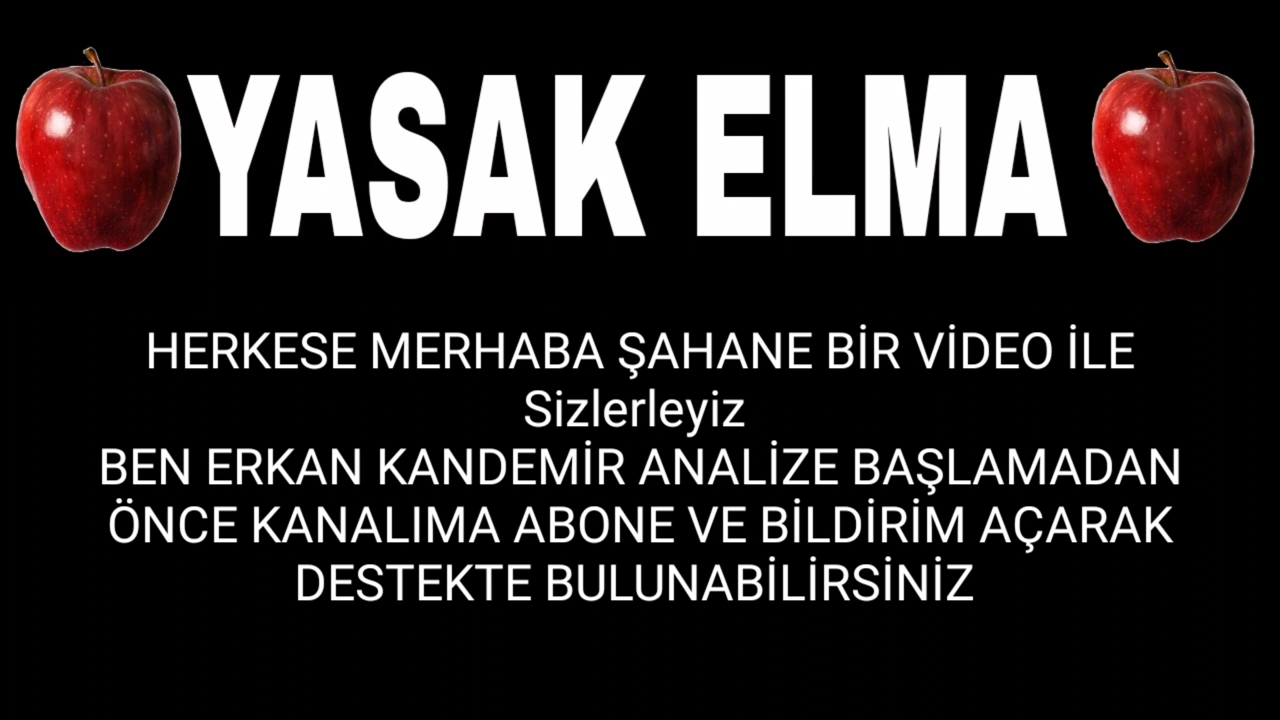 YASAK ELMA
HERKESE MERHABA ŞAHANE BİR VİDEO İLE
Sizlerleyiz
BEN ERKAN KANDEMİR ANALİZE BAŞLAMADAN
ÖNCE KANALIMA ABONE VE BİLDİRİM AÇARAK
DESTEKTE BULUNABİLİRSİNİZ